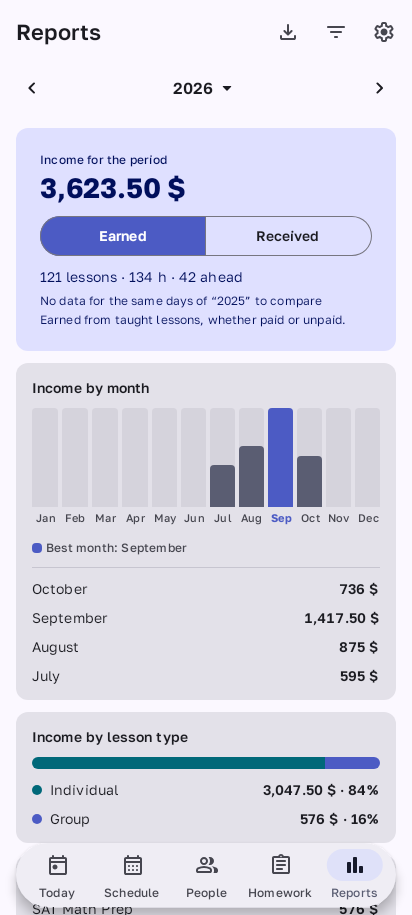 Reports
2026
Income for the period
3,623.50 $
Earned
Received
121 lessons · 134 h · 42 ahead
No data for the same days of “2025” to compare
Earned from taught lessons, whether paid or unpaid.
Income by month
Jan Feb Mar Apr May Jun Jul Aug Sep Oct Nov Dec
Best month: September
October 736 $
September 1,417.50 $
August 875 $
July 595 $
Income by lesson type
Individual 3,047.50 $ · 84%
Group 576 $ · 16%
Today Schedule People Homework Reports
SAT Math Prep 576 $